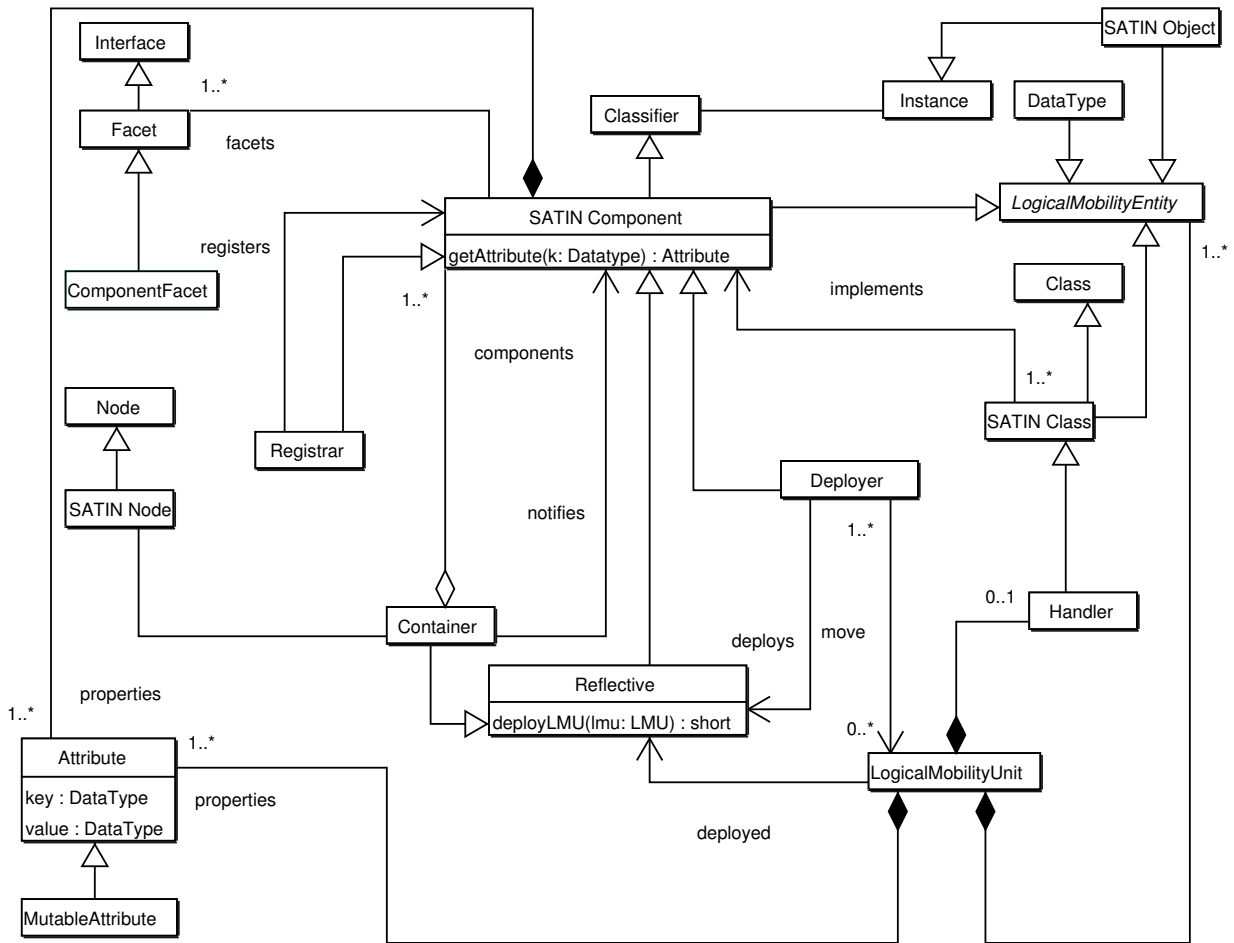 SATIN Object
Interface
1..*
Instance
DataType
Classifier
Facet
facets
LogicalMobilityEntity
SATIN Component
registers
getAttribute(k: Datatype) : Attribute
1..*
ComponentFacet
1..*
implements
Class
components
1..*
Node
SATIN Class
Registrar
Deployer
SATIN Node
notifies
1..*
0..1
Handler
Container
deploys
move
Reflective
properties
1..*
deployLMU(lmu: LMU) : short
0..*
1..*
Attribute
LogicalMobilityUnit
key : DataType
properties
value : DataType
deployed
MutableAttribute